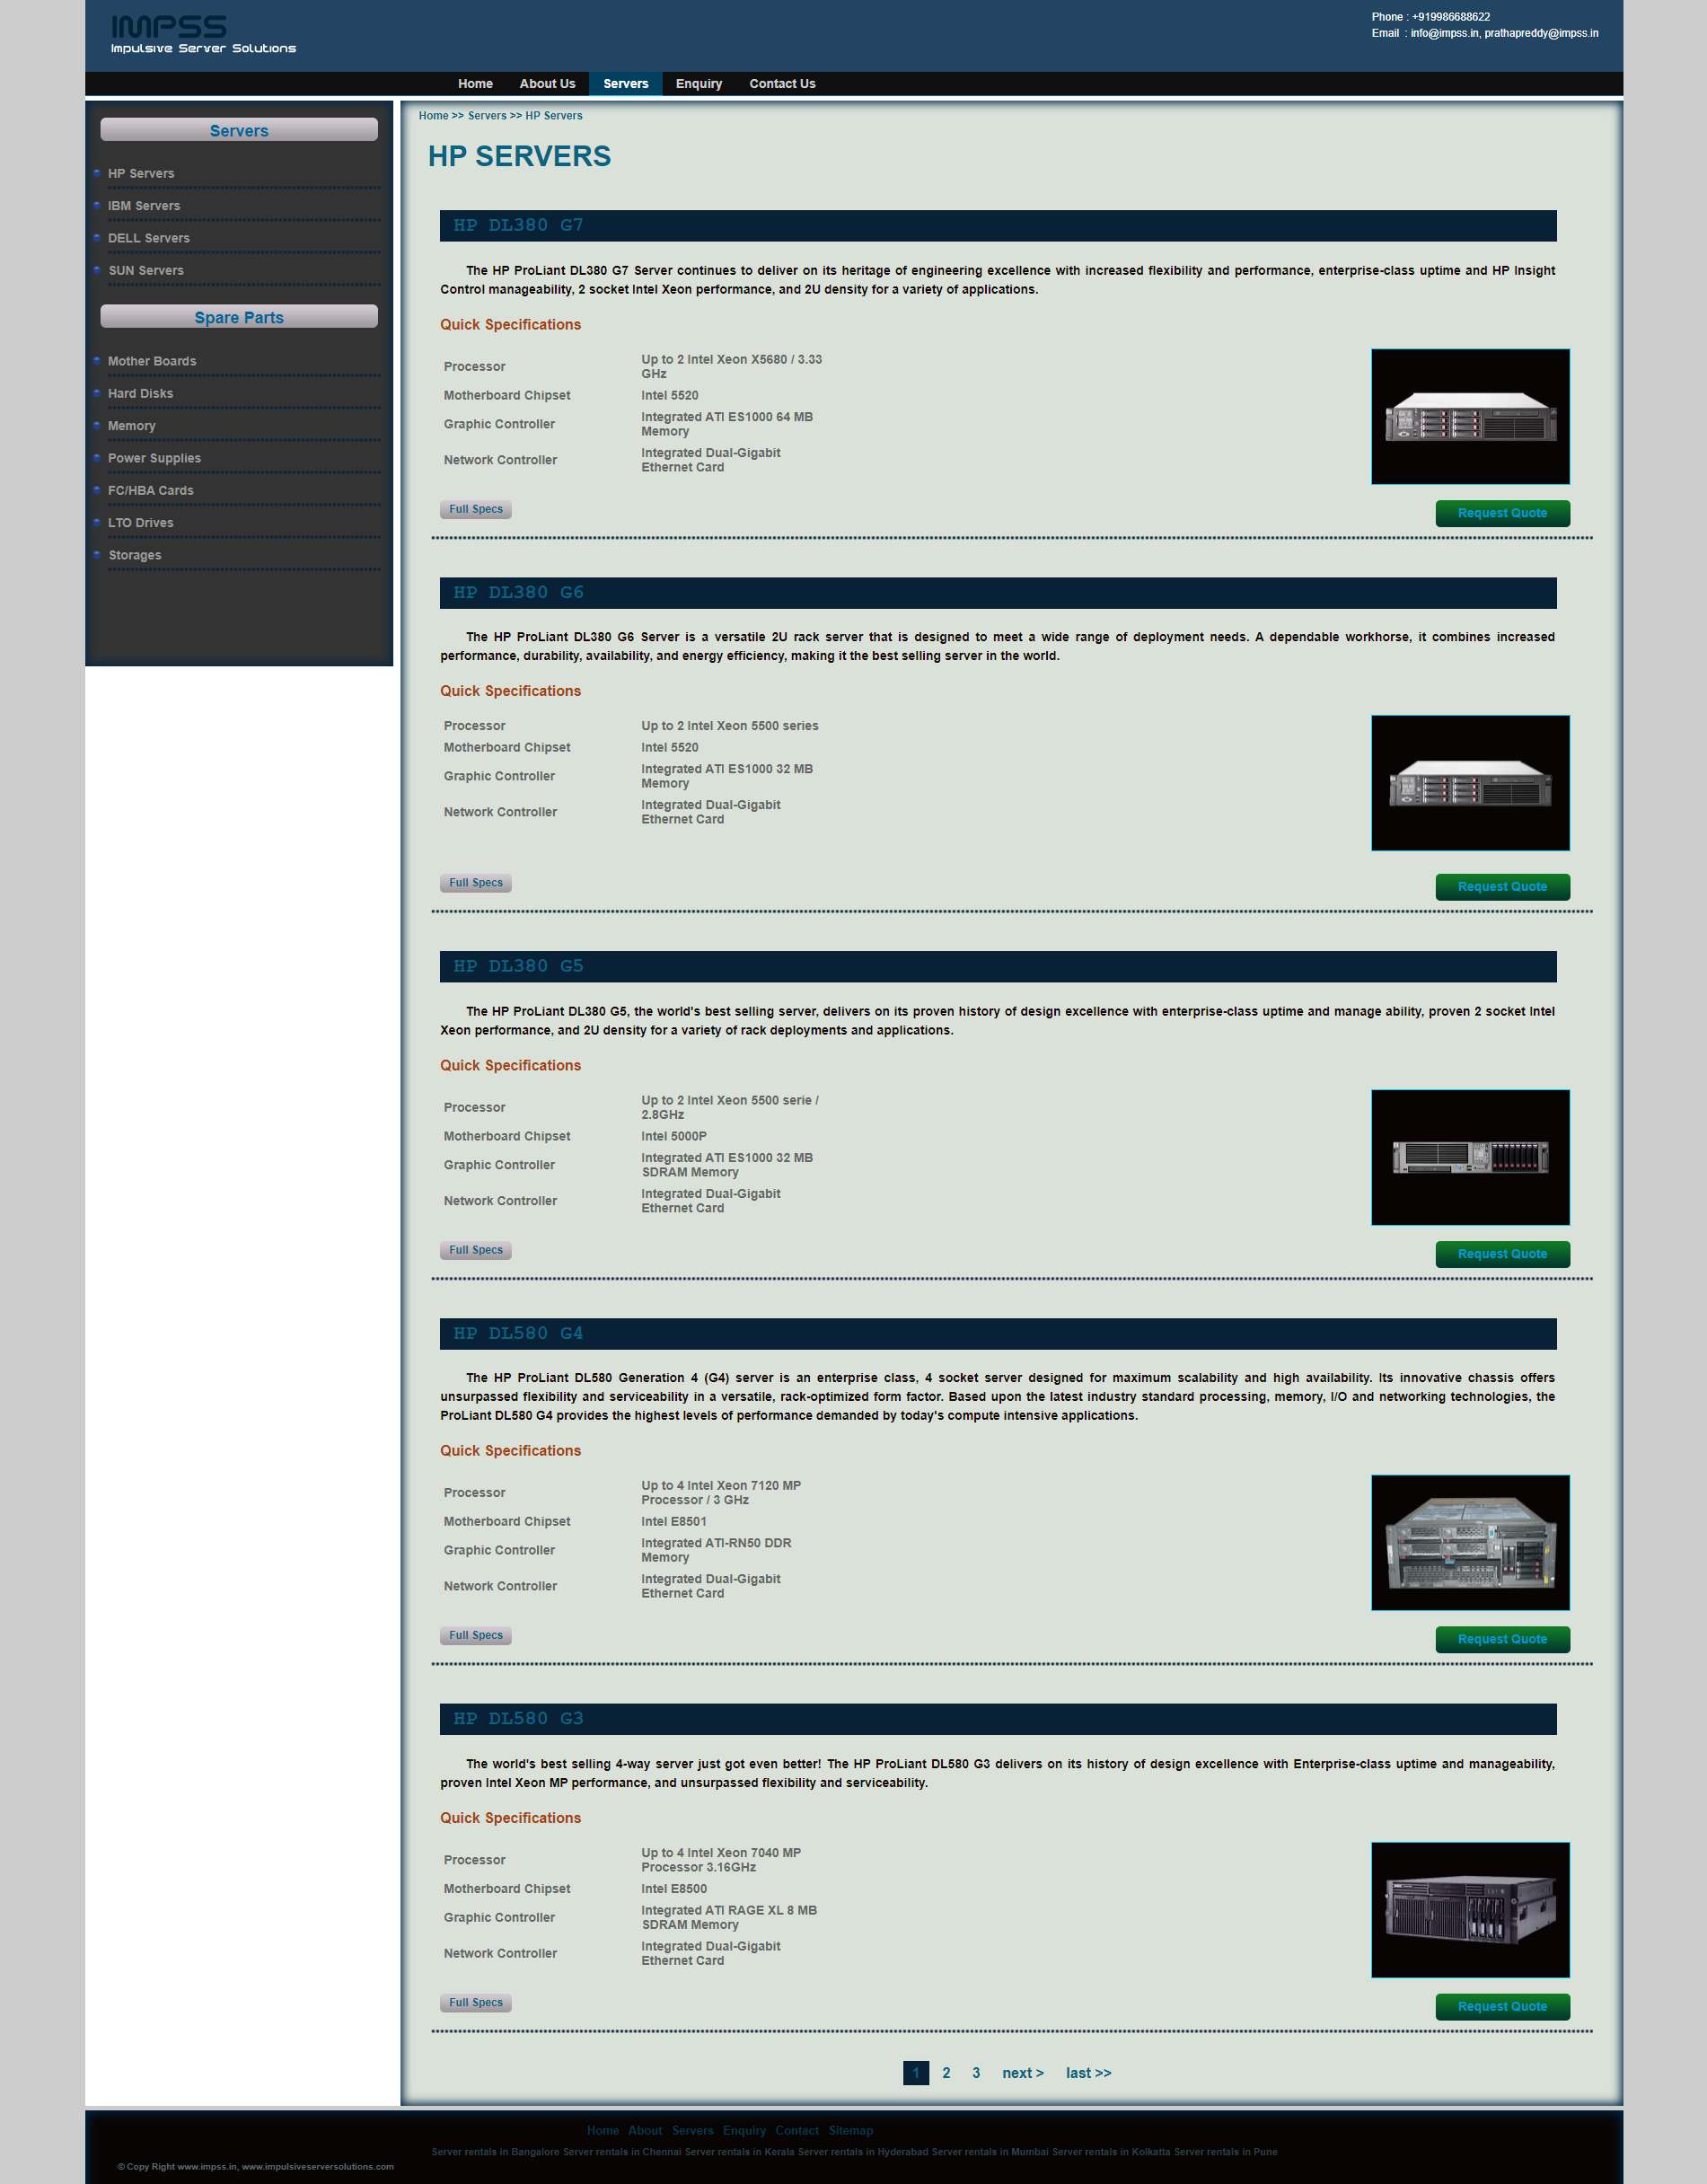 IMPSS
Impulsive Server Solutions
Phone : +919986688622
Email : info@impss.in, prathapreddy@impss.in
Home About Us Servers Enquiry Contact Us
Servers
HP Servers
IBM Servers
DELL Servers
SUN Servers
Spare Parts
Mother Boards
Hard Disks
Memory
Power Supplies
FC/HBA Cards
LTO Drives
Storages
Home >> Servers >> HP Servers
HP SERVERS
HP DL380 G7
The HP ProLiant DL380 G7 Server continues to deliver on its heritage of engineering excellence with increased flexibility and performance, enterprise-class uptime and HP Insight
Control manageability, 2 socket Intel Xeon performance, and 2U density for a variety of applications.
Quick Specifications
Processor Up to 2 Intel Xeon X5680 / 3.33
GHz
Motherboard Chipset Intel 5520
Graphic Controller Integrated ATI ES1000 64 MB
Memory
Network Controller Integrated Dual-Gigabit
Ethernet Card
Full Specs Request Quote
HP DL380 G6
The HP ProLiant DL380 G6 Server is a versatile 2U rack server that is designed to meet a wide range of deployment needs. A dependable workhorse, it combines increased
performance, durability, availability, and energy efficiency, making it the best selling server in the world.
Quick Specifications
Processor Up to 2 Intel Xeon 5500 series
Motherboard Chipset Intel 5520
Graphic Controller Integrated ATI ES1000 32 MB
Memory
Network Controller Integrated Dual-Gigabit
Ethernet Card
Full Specs Request Quote
HP DL380 G5
The HP ProLiant DL380 G5, the world's best selling server, delivers on its proven history of design excellence with enterprise-class uptime and manage ability, proven 2 socket Intel
Xeon performance, and 2U density for a variety of rack deployments and applications.
Quick Specifications
Processor Up to 2 Intel Xeon 5500 serie /
2.8GHz
Motherboard Chipset Intel 5000P
Graphic Controller Integrated ATI ES1000 32 MB
SDRAM Memory
Network Controller Integrated Dual-Gigabit
Ethernet Card
Full Specs Request Quote
HP DL580 G4
The HP ProLiant DL580 Generation 4 (G4) server is an enterprise class, 4 socket server designed for maximum scalability and high availability. Its innovative chassis offers
unsurpassed flexibility and serviceability in a versatile, rack-optimized form factor. Based upon the latest industry standard processing, memory, I/O and networking technologies, the
ProLiant DL580 G4 provides the highest levels of performance demanded by today's compute intensive applications.
Quick Specifications
Processor Up to 4 Intel Xeon 7120 MP
Processor / 3 GHz
Motherboard Chipset Intel E8501
Graphic Controller Integrated ATI-RN50 DDR
Memory
Network Controller Integrated Dual-Gigabit
Ethernet Card
Full Specs Request Quote
HP DL580 G3
The world's best selling 4-way server just got even better! The HP ProLiant DL580 G3 delivers on its history of design excellence with Enterprise-class uptime and manageability,
proven Intel Xeon MP performance, and unsurpassed flexibility and serviceability.
Quick Specifications
Processor Up to 4 Intel Xeon 7040 MP
Processor 3.16GHz
Motherboard Chipset Intel E8500
Graphic Controller Integrated ATI RAGE XL 8 MB
SDRAM Memory
Network Controller Integrated Dual-Gigabit
Ethernet Card
Full Specs Request Quote
1 2 3 next > last >>
Home About Servers Enquiry Contact Sitemap
Server rentals in Bangalore Server rentals in Chennai Server rentals in Kerala Server rentals in Hyderabad Server rentals in Mumbai Server rentals in Kolkatta Server rentals in Pune
© Copy Right www.impss.in, www.impulsiveserversolutions.com